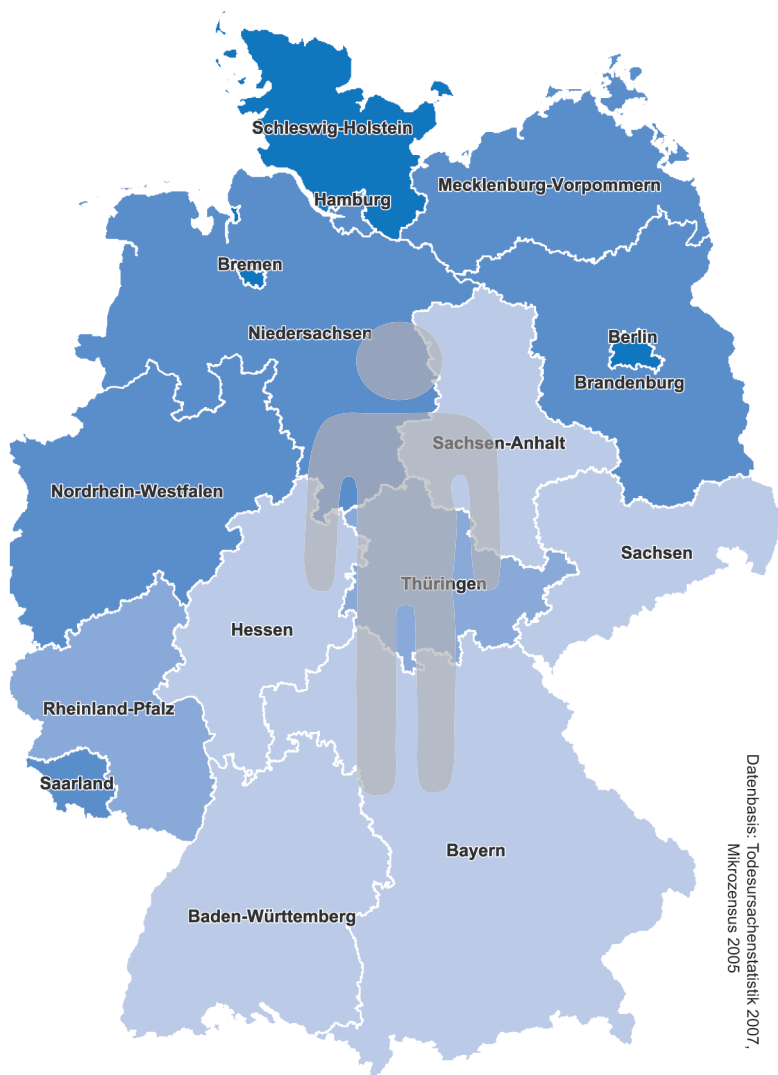 Schleswig-Holstein
Mecklenburg-Vorpommern
Hamburg
Bremen
Niedersachsen
Berlin
Brandenburg
Sachsen-Anhalt
Nordrhein-Westfalen
Sachsen
Thüringen
Hessen
Rheinland-Pfalz
Saarland
Bayern
Baden-Württemberg
Datenbasis: Todesursachenstatistik 2007,
Mikrozensus 2005